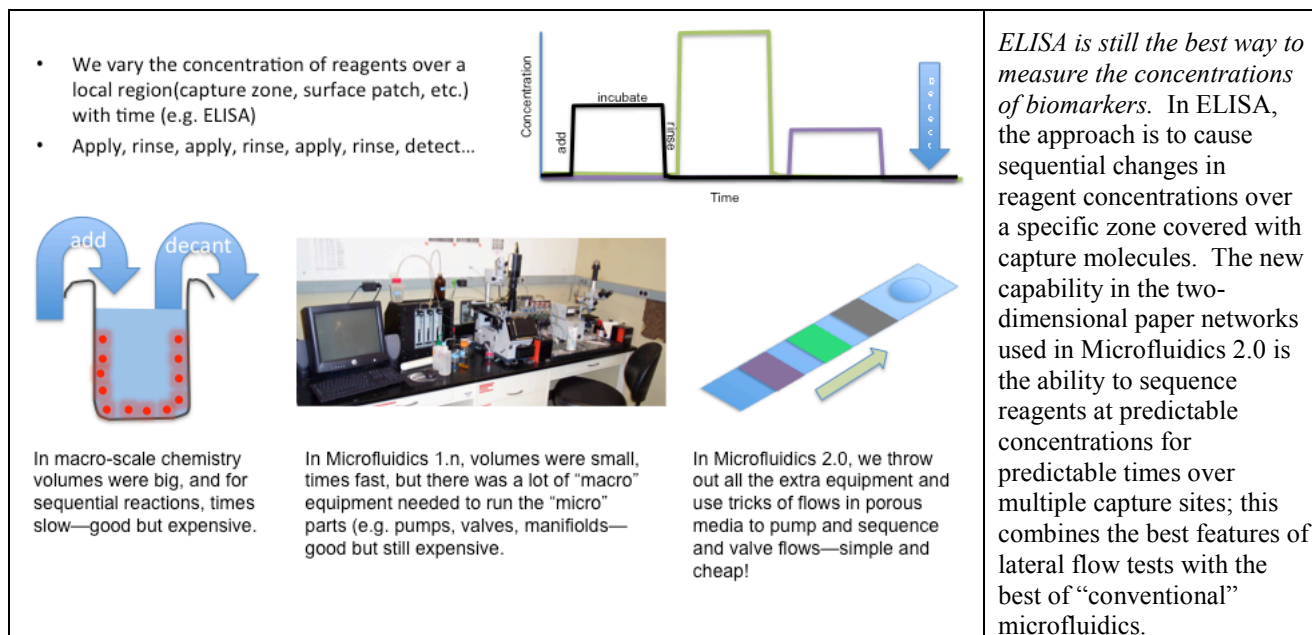 • We vary the concentration of reagents over a
local region(capture zone, surface patch, etc.)
with time (e.g. ELISA)
• Apply, rinse, apply, rinse, apply, rinse, detect…
Concentration
add
incubate
rinse
Time
Detect
add
decant
In macro-scale chemistry
volumes were big, and for
sequential reactions, times
slow—good but expensive.
In Microfluidics 1.n, volumes were small,
times fast, but there was a lot of “macro”
equipment needed to run the “micro”
parts (e.g. pumps, valves, manifiolds—
good but still expensive.
In Microfluidics 2.0, we throw
out all the extra equipment and
use tricks of flows in porous
media to pump and sequence
and valve flows—simple and
cheap!
ELISA is still the best way to
measure the concentrations
of biomarkers. In ELISA,
the approach is to cause
sequential changes in
reagent concentrations over
a specific zone covered with
capture molecules. The new
capability in the two-
dimensional paper networks
used in Microfluidics 2.0 is
the ability to sequence
reagents at predictable
concentrations for
predictable times over
multiple capture sites; this
combines the best features of
lateral flow tests with the
best of “conventional”
microfluidics.